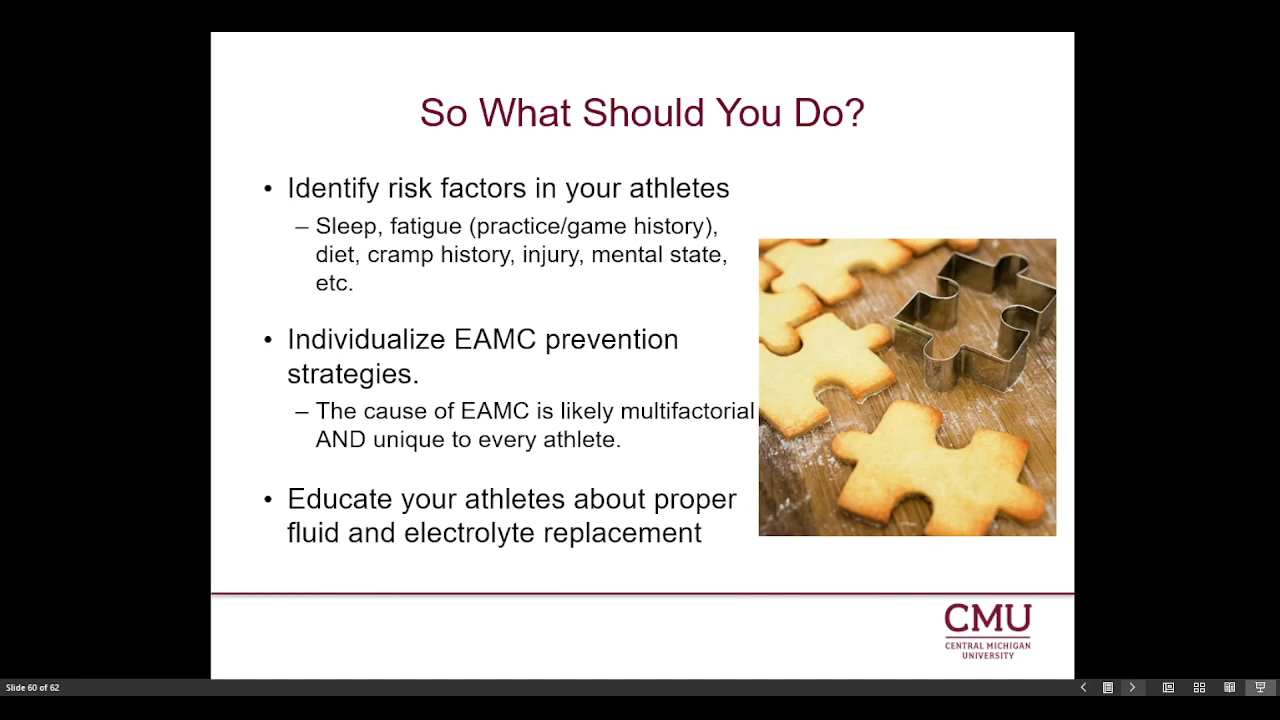 So What Should You Do?
• Identify risk factors in your athletes
– Sleep, fatigue (practice/game history),
diet, cramp history, injury, mental state,
etc.
• Individualize EAMC prevention
strategies.
– The cause of EAMC is likely multifactorial
AND unique to every athlete.
• Educate your athletes about proper
fluid and electrolyte replacement
CMU
CENTRAL MICHIGAN
UNIVERSITY
Slide 60 of 62